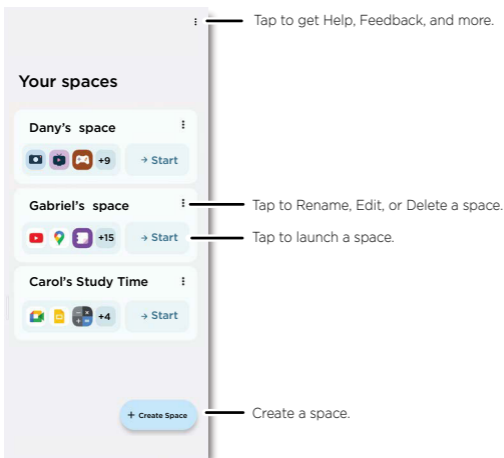 Tap to get Help, Feedback, and more.
Your spaces
Dany's space
+9
→ Start
Gabriel's space
Tap to Rename, Edit, or Delete a space.
+15
→ Start
Tap to launch a space.
Carol's Study Time
+4
→ Start
+ Create Space
Create a space.